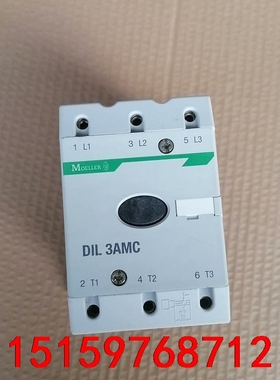 1 L1 3 L2 5 L3
MOELLER
DIL 3AMC
2 T1 4 T2 6 T3
15159768712